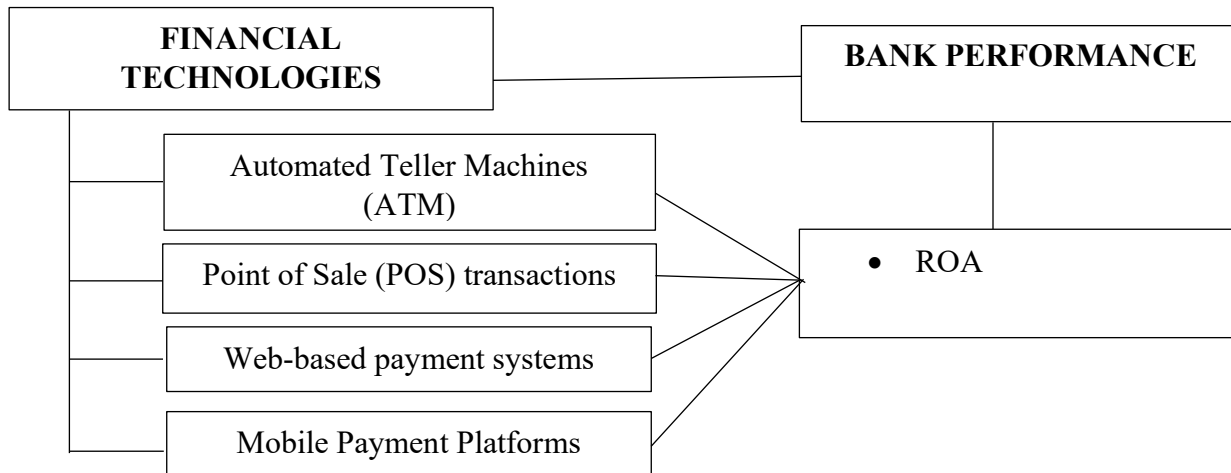 FINANCIAL
TECHNOLOGIES
BANK PERFORMANCE
Automated Teller Machines
(ATM)
Point of Sale (POS) transactions
Web-based payment systems
Mobile Payment Platforms
• ROA